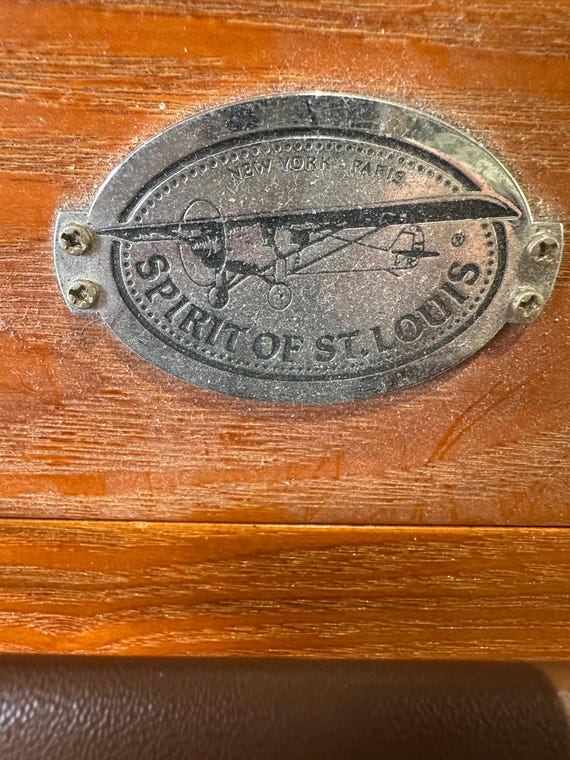 NEW YORK - PARIS
®
SPIRIT OF ST. LOUIS